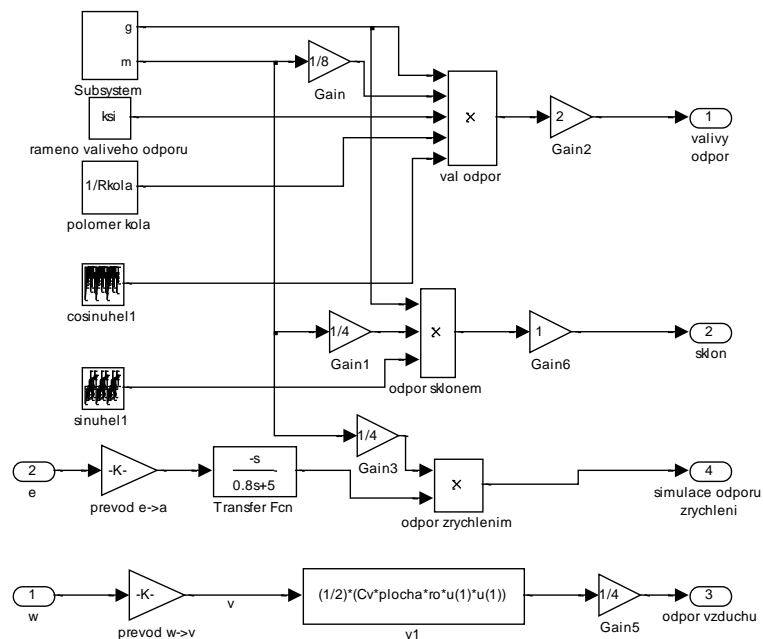 g
m
Subsystem
1/8
Gain
ksi
rameno valiveho odporu
1/Rkola
polomer kola
x
val odpor
2
Gain2
1
valivy
odpor
cosinuhel1
1/4
Gain1
x
odpor sklonem
1
Gain6
2
sklon
sinuhel1
1/4
Gain3
2
e
-K-
prevod e->a
-s
0.8s+5
Transfer Fcn
x
odpor zrychlenim
4
simulace odporu
zrychleni
1
w
-K-
prevod w->v
v
(1/2)*(Cv*plocha*ro*u(1)*u(1))
v1
1/4
Gain5
3
odpor vzduchu